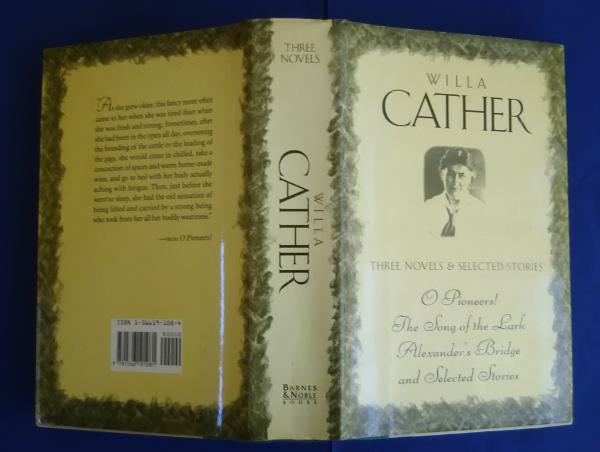 "As she grew older, this fancy more often
came to her when she was tired than when
she was fresh and strong. Sometimes, after
she had been in the open all day, overseeing
the branding of the cattle or the loading of
the pigs, she would come in chilled, take a
concoction of spices and warm home-made
wine, and go to bed with her body actually
aching with fatigue. Then, just before she
went to sleep, she had the old sensation of
being lifted and carried by a strong being
who took from her all her bodily weariness."
—from O Pioneers!
ISBN 1-56619-108-4
THREE
NOVELS
WILLA
CATHER
BARNES
& NOBLE
BOOKS
WILLA
CATHER
THREE NOVELS & SELECTED STORIES
O Pioneers!
The Song of the Lark
Alexander's Bridge
and Selected Stories